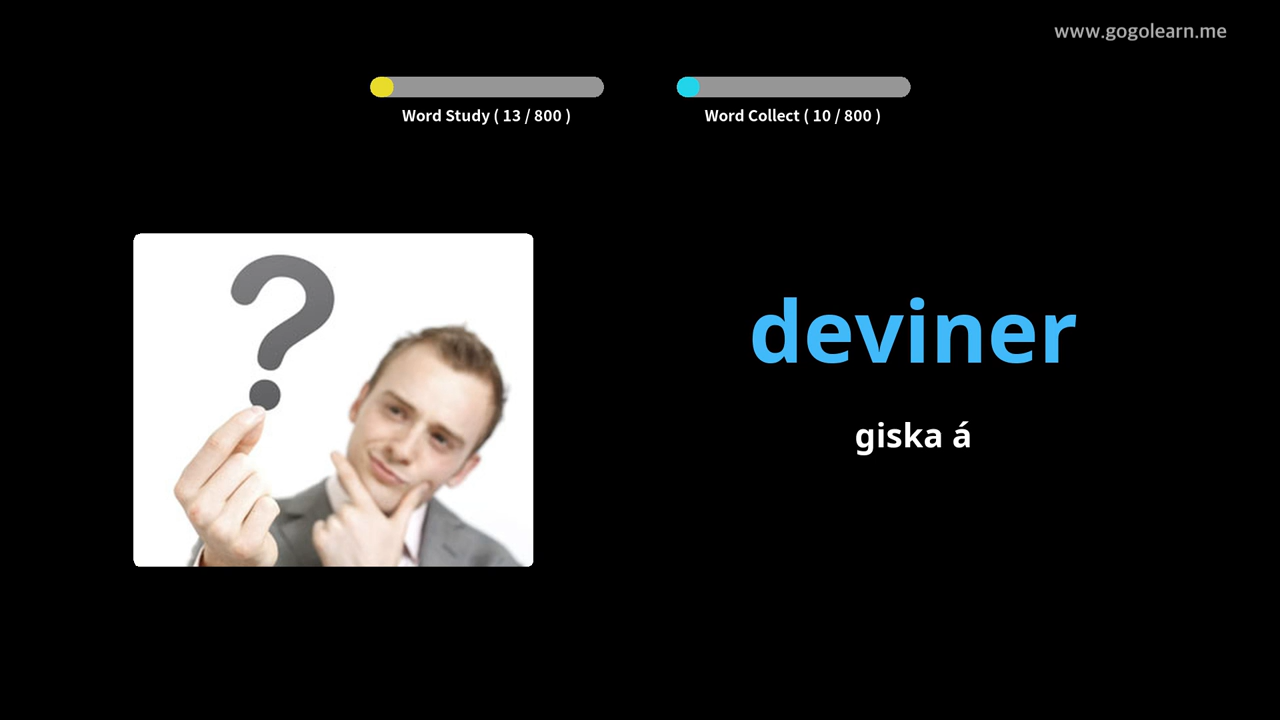 www.gogolearn.me
Word Study ( 13 / 800 )
Word Collect ( 10 / 800 )
?
deviner
giska á